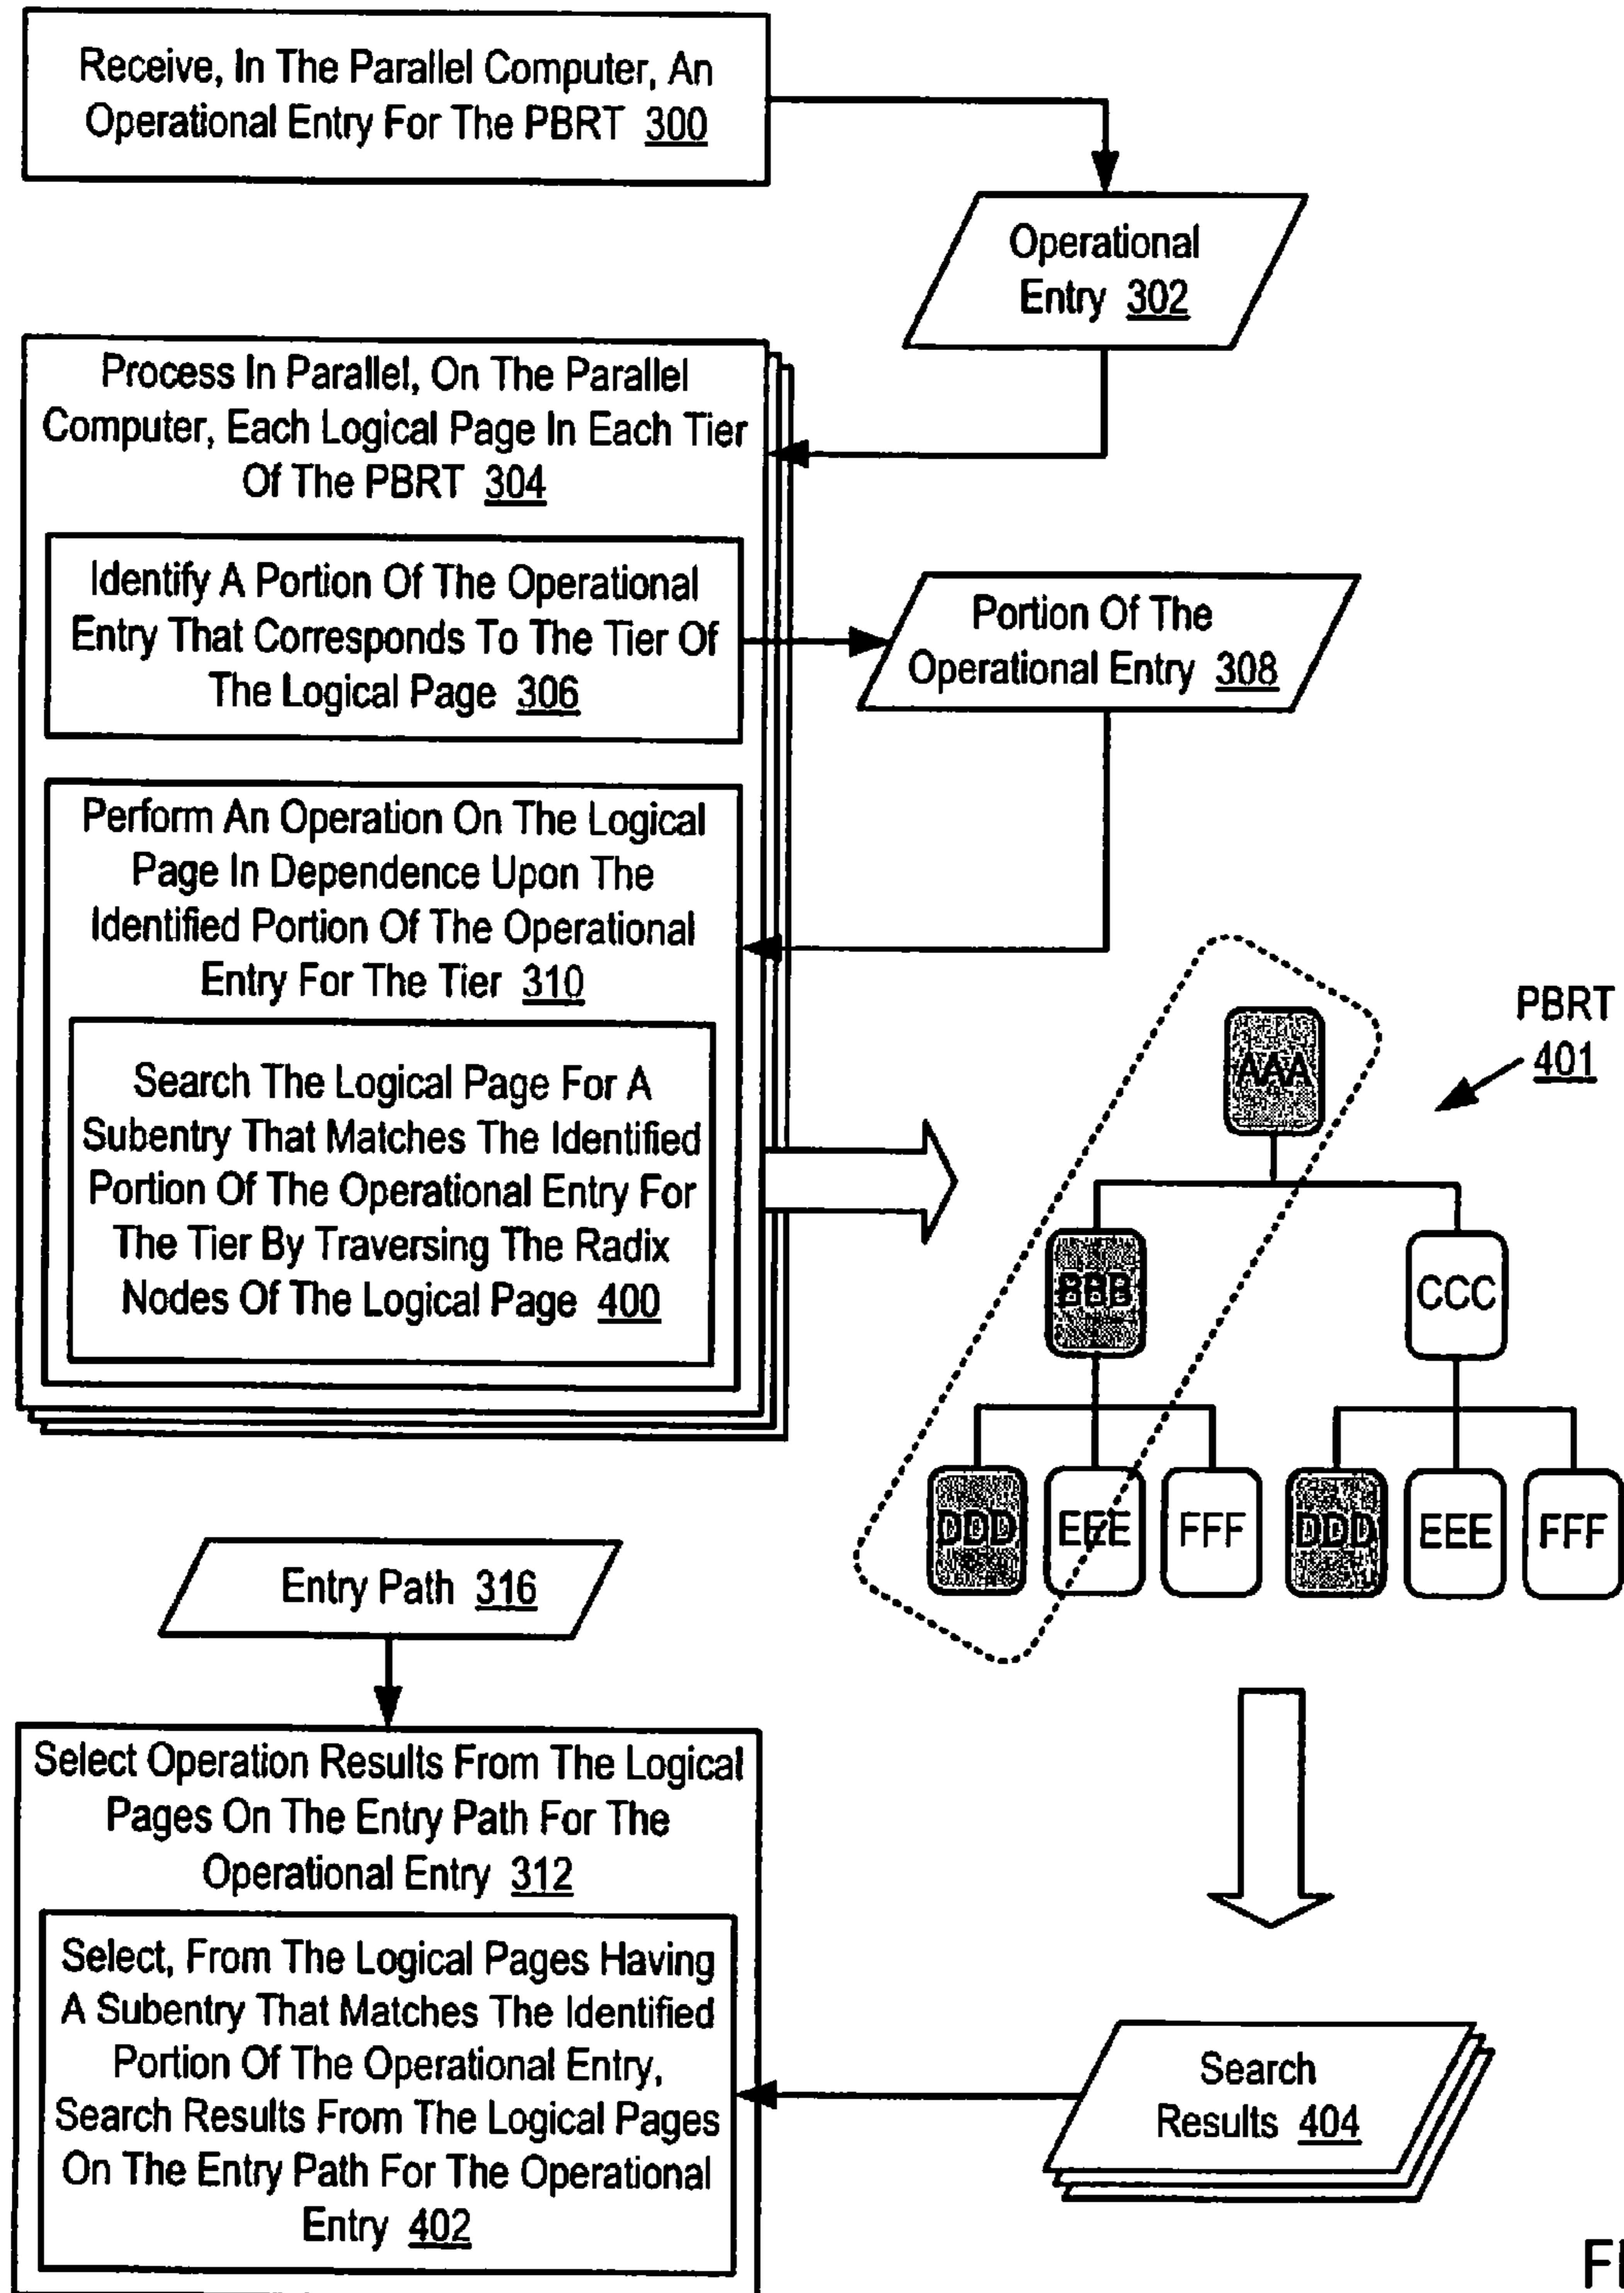 Receive, In The Parallel Computer, An
Operational Entry For The PBRT 300
Operational
Entry 302
Process In Parallel, On The Parallel
Computer, Each Logical Page In Each Tier
Of The PBRT 304
Identify A Portion Of The Operational
Entry That Corresponds To The Tier Of
The Logical Page 306
Portion Of The
Operational Entry 308
Perform An Operation On The Logical
Page In Dependence Upon The
Identified Portion Of The Operational
Entry For The Tier 310
Search The Logical Page For A
Subentry That Matches The Identified
Portion Of The Operational Entry For
The Tier By Traversing The Radix
Nodes Of The Logical Page 400
PBRT
401
AAA
BBB
CCC
DDD
EEE
FFF
DDD
EEE
FFF
Entry Path 316
Select Operation Results From The Logical
Pages On The Entry Path For The
Operational Entry 312
Select, From The Logical Pages Having
A Subentry That Matches The Identified
Portion Of The Operational Entry,
Search Results From The Logical Pages
On The Entry Path For The Operational
Entry 402
Search
Results 404